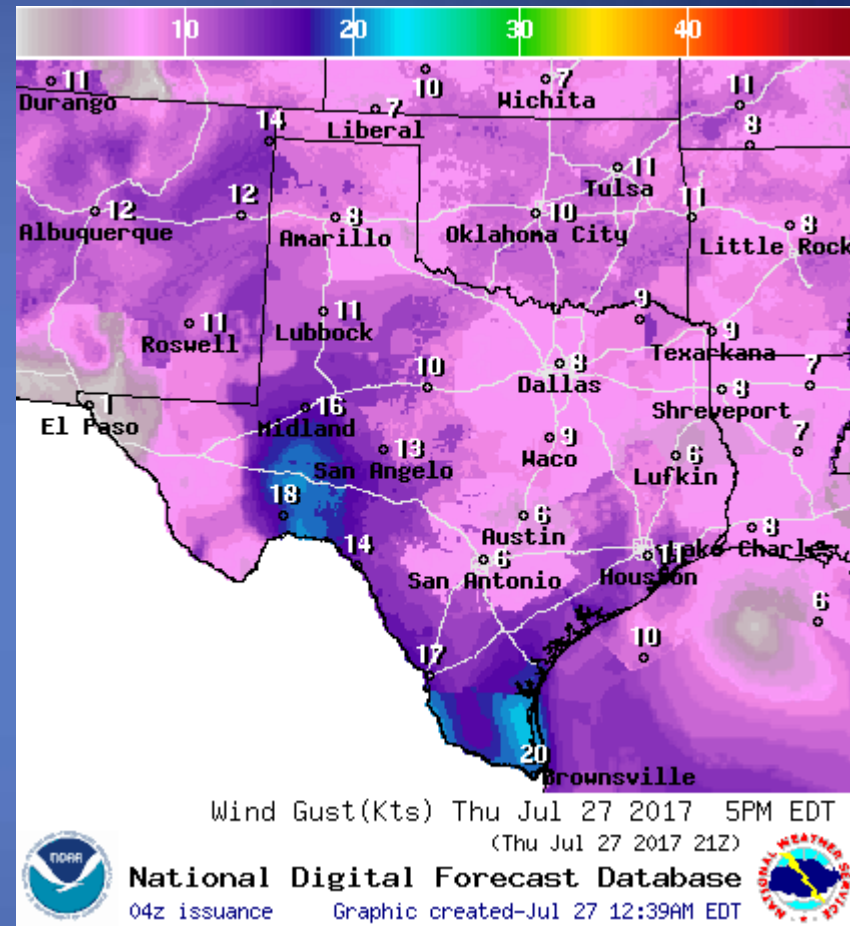 10 20 30 40
11 10 7 11
Durango Wichita
7
Liberal
14 8
11
Tulsa
12 12 8 10 11 8
Albuquerque Amarillo Oklahoma City Little Rock
11 11 9 9
Roswell Lubbock Texarkana
10 8 8 7
Dallas Shreveport
1 16
El Paso Midland
13 9 6 7
San Angelo Waco Lufkin
18 6 8
Austin
14 6 11 Lake Charles
San Antonio Houston
6
17 10
20
Brownsville
Wind Gust(Kts) Thu Jul 27 2017 5PM EDT
(Thu Jul 27 2017 21Z)
NOAA
National Digital Forecast Database
04z issuance Graphic created-Jul 27 12:39AM EDT
NATIONAL WEATHER SERVICE